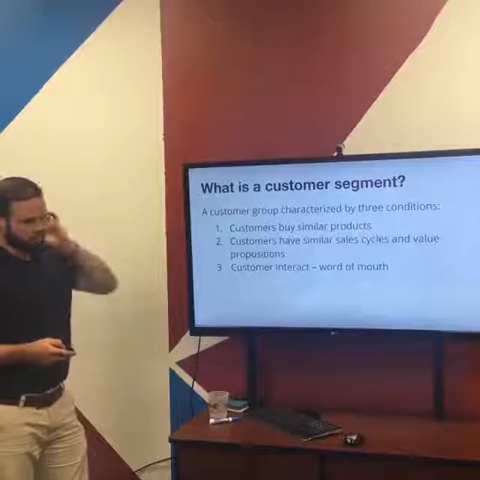 What is a customer segment?
A customer group characterized by three conditions:
1. Customers buy similar products
2 Customers have similar sales cycles and value
propositions
3 Customer interact – word of mouth